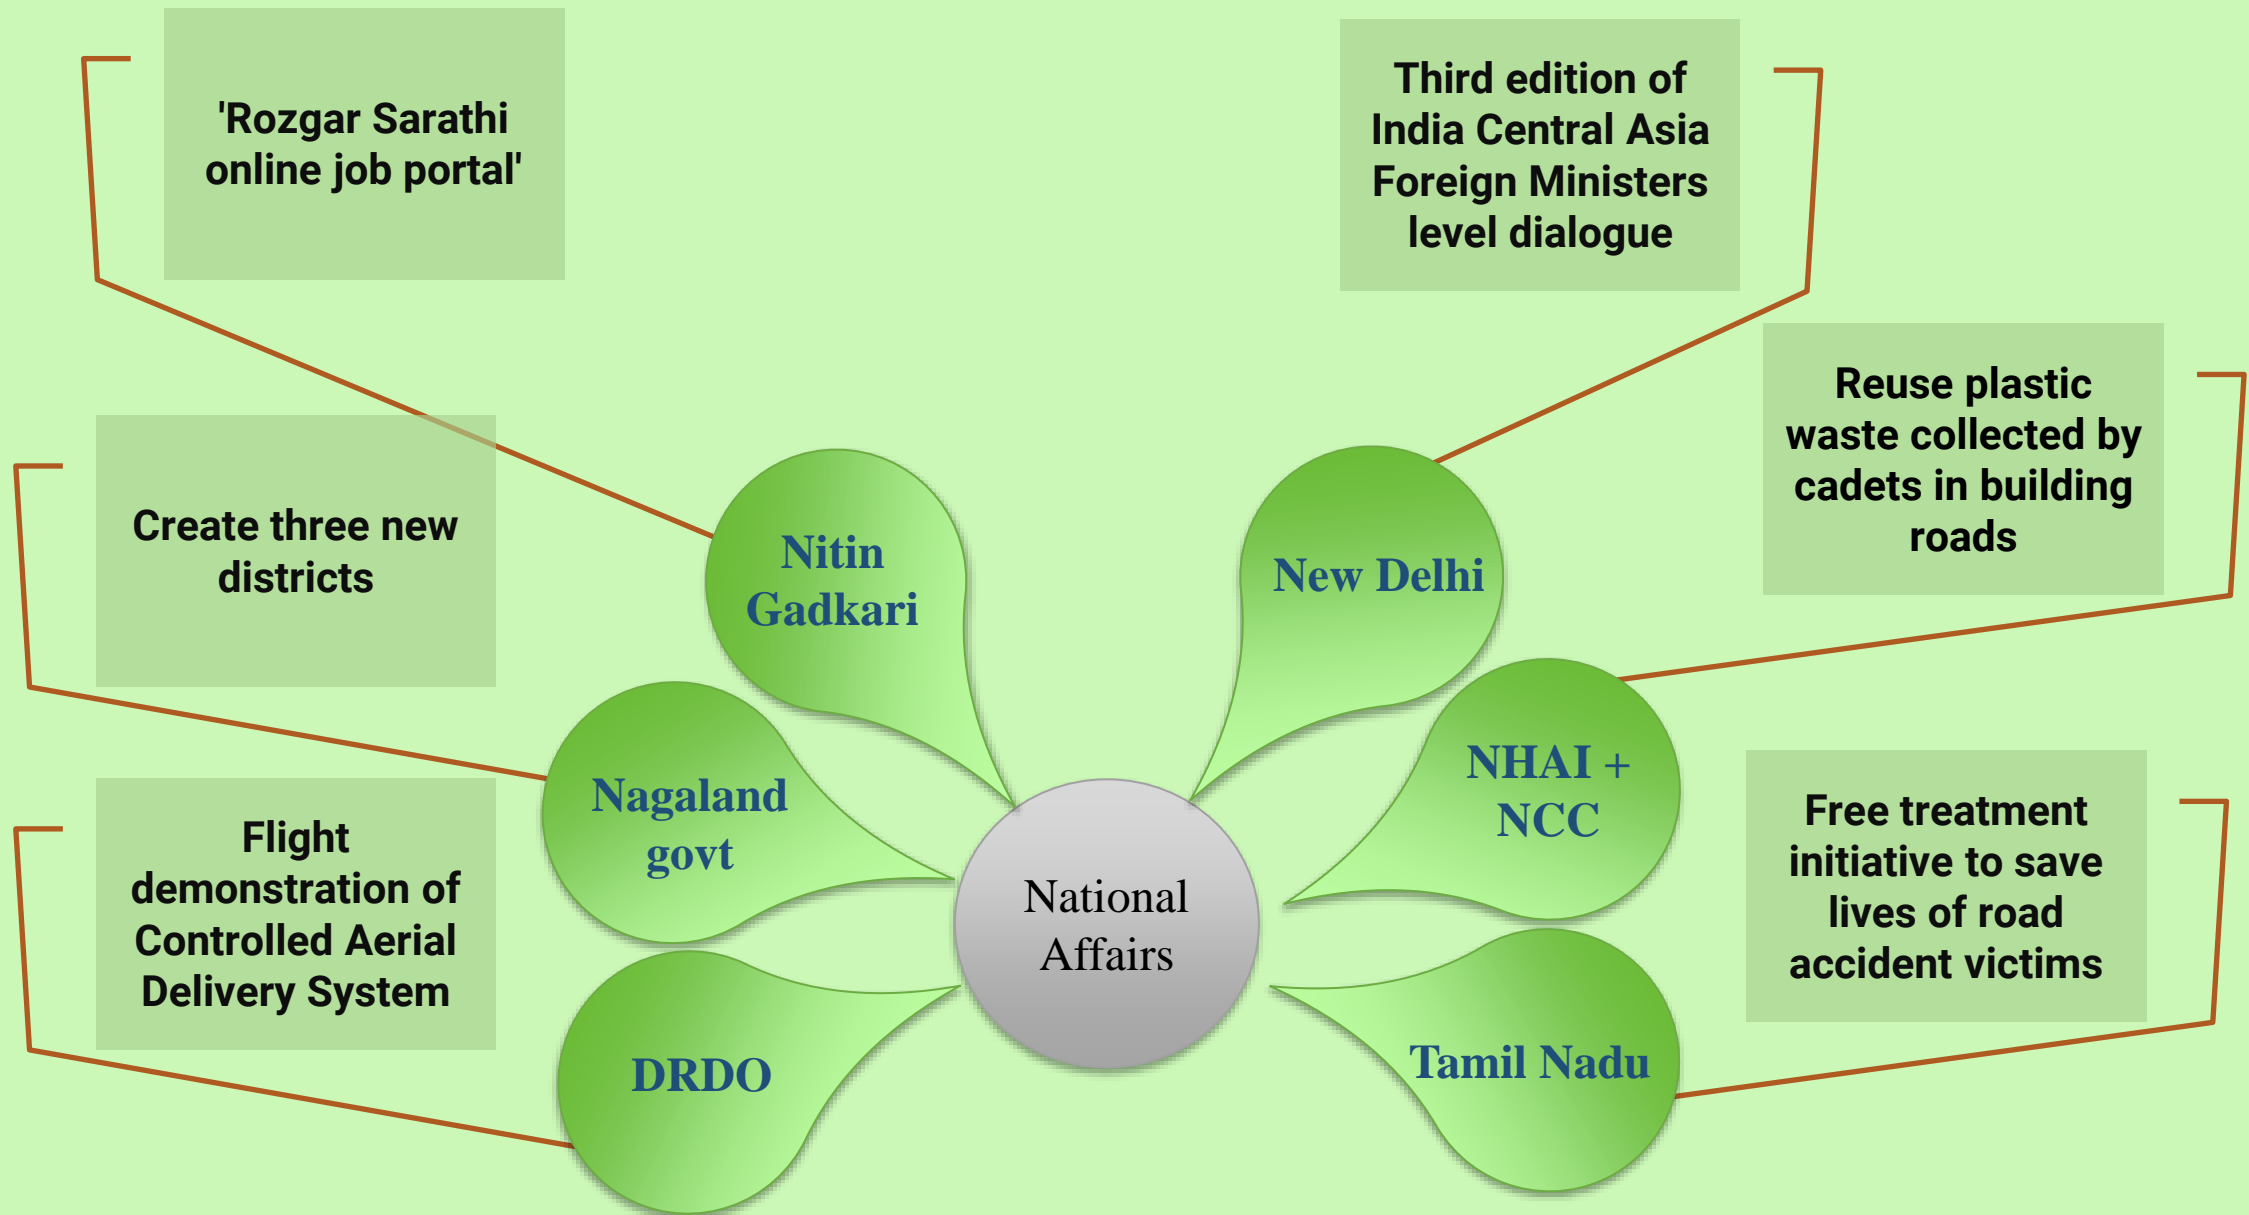 'Rozgar Sarathi
online job portal'
Third edition of
India Central Asia
Foreign Ministers
level dialogue
Reuse plastic
waste collected by
cadets in building
roads
Create three new
districts
Nitin
Gadkari
New Delhi
Nagaland
govt
NHAI +
NCC
Flight
demonstration of
Controlled Aerial
Delivery System
National
Affairs
Free treatment
initiative to save
lives of road
accident victims
DRDO
Tamil Nadu